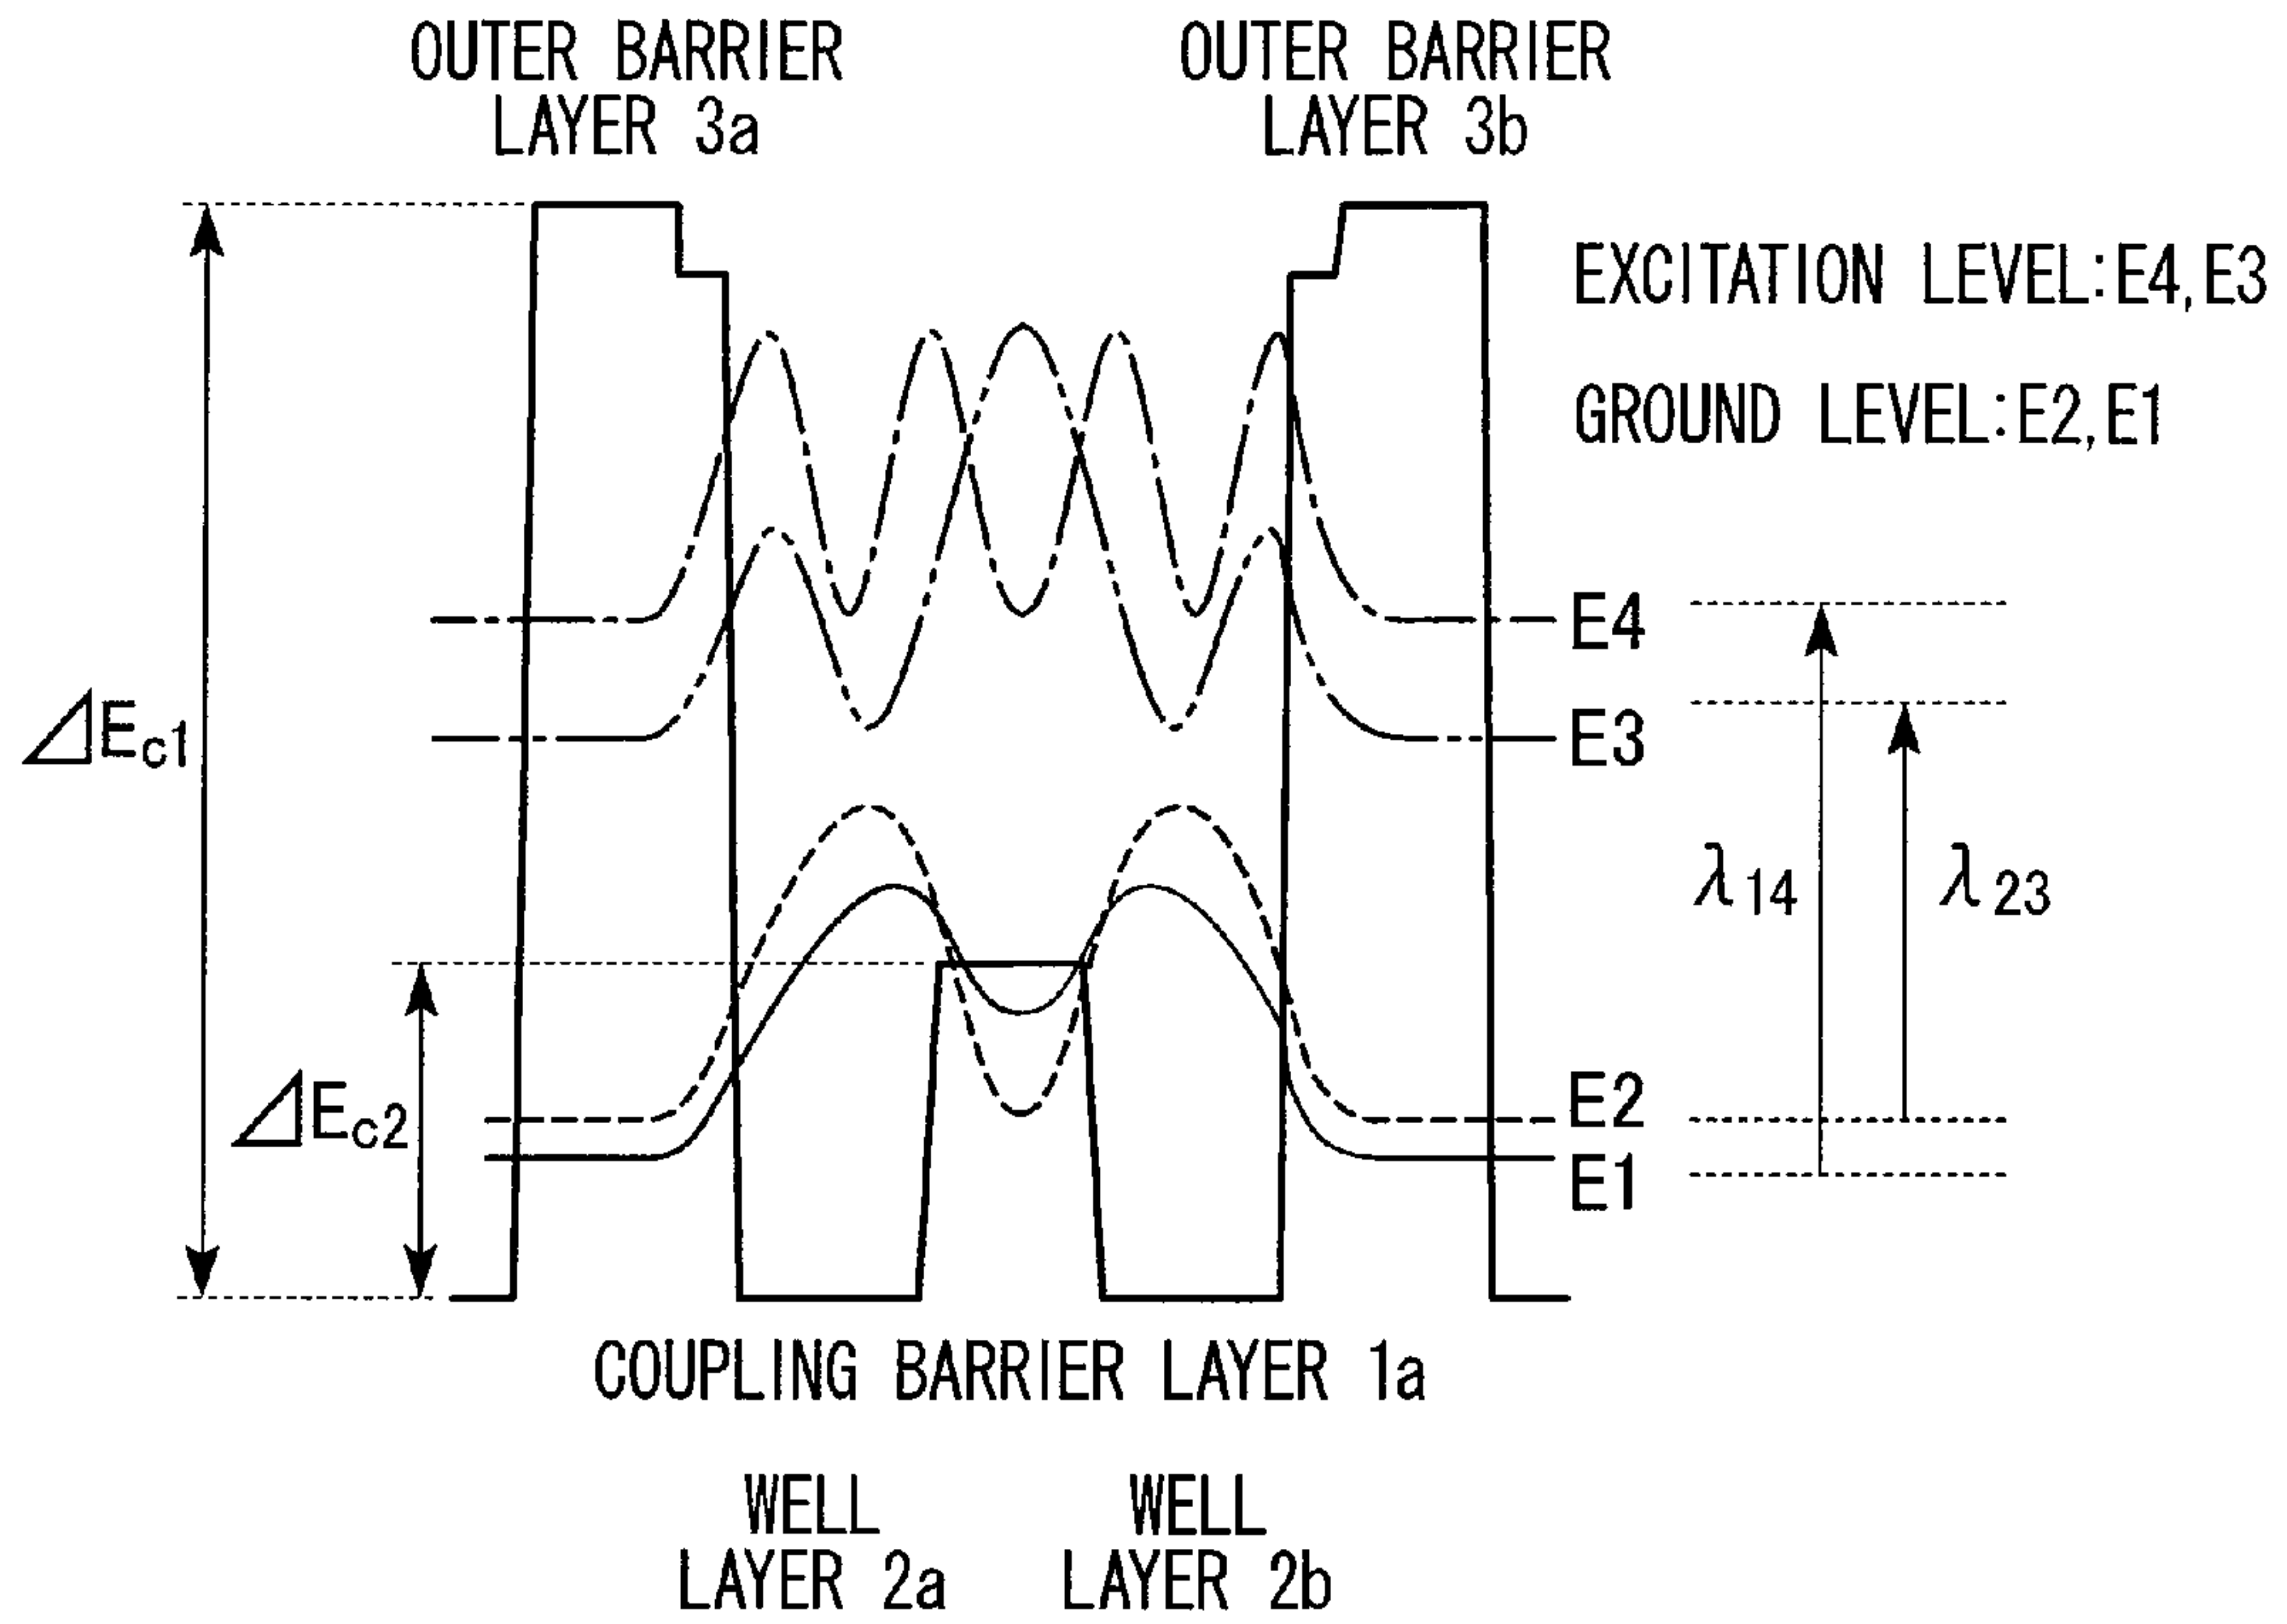 OUTER BARRIER
LAYER 3a
OUTER BARRIER
LAYER 3b
EXCITATION LEVEL:E4,E3
GROUND LEVEL:E2,E1
E4
E3
⊿Ec1
λ14
λ23
⊿Ec2
E2
E1
COUPLING BARRIER LAYER 1a
WELL
LAYER 2a
WELL
LAYER 2b